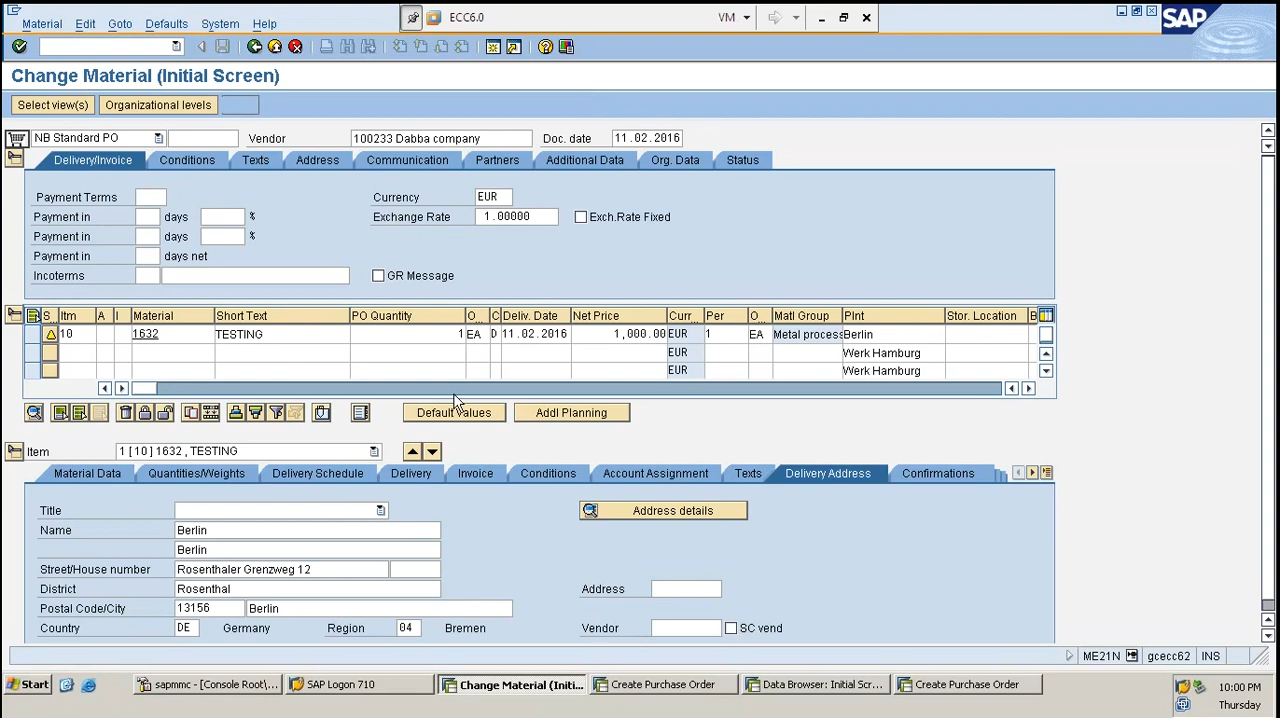 Material Edit Goto Defaults System Help
ECC6.0 VM
SAP
Change Material (Initial Screen)
Select view(s) Organizational levels
NB Standard PO Vendor 100233 Dabba company Doc. date 11.02.2016
Delivery/Invoice Conditions Texts Address Communication Partners Additional Data Org. Data Status
Payment Terms Currency EUR
Payment in days % Exchange Rate 1.00000 Exch.Rate Fixed
Payment in days %
Payment in days net
Incoterms GR Message
S... Itm A I Material Short Text PO Quantity O... C Deliv. Date Net Price Curr... Per O... Matl Group Plnt Stor. Location B
10 1632 TESTING 1 EA D 11.02.2016 1,000.00 EUR 1 EA Metal process Berlin
EUR Werk Hamburg
EUR Werk Hamburg
Default Values Addl Planning
Item 1 [ 10 ] 1632 , TESTING
Material Data Quantities/Weights Delivery Schedule Delivery Invoice Conditions Account Assignment Texts Delivery Address Confirmations
Title Address details
Name Berlin
Berlin
Street/House number Rosenthaler Grenzweg 12
District Rosenthal Address
Postal Code/City 13156 Berlin
Country DE Germany Region 04 Bremen Vendor SC vend
ME21N gcecc62 INS
Start sapmmc - [Console Root\... SAP Logon 710 Change Material (Initi... Create Purchase Order Data Browser: Initial Scr... Create Purchase Order 10:00 PM
Thursday